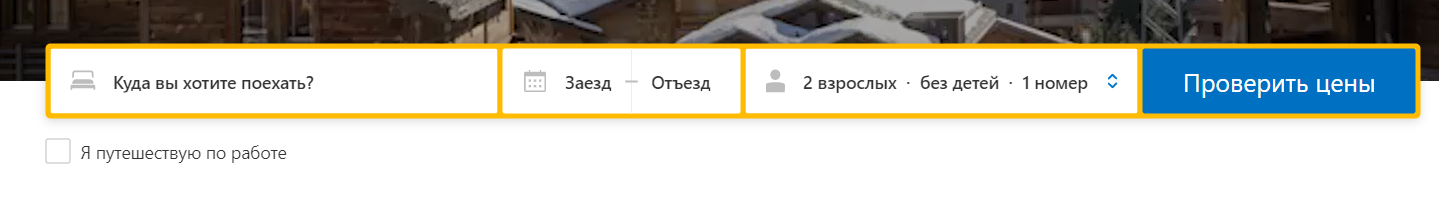 Куда вы хотите поехать? Заезд — Отъезд 2 взрослых · без детей · 1 номер Проверить цены
Я путешествую по работе